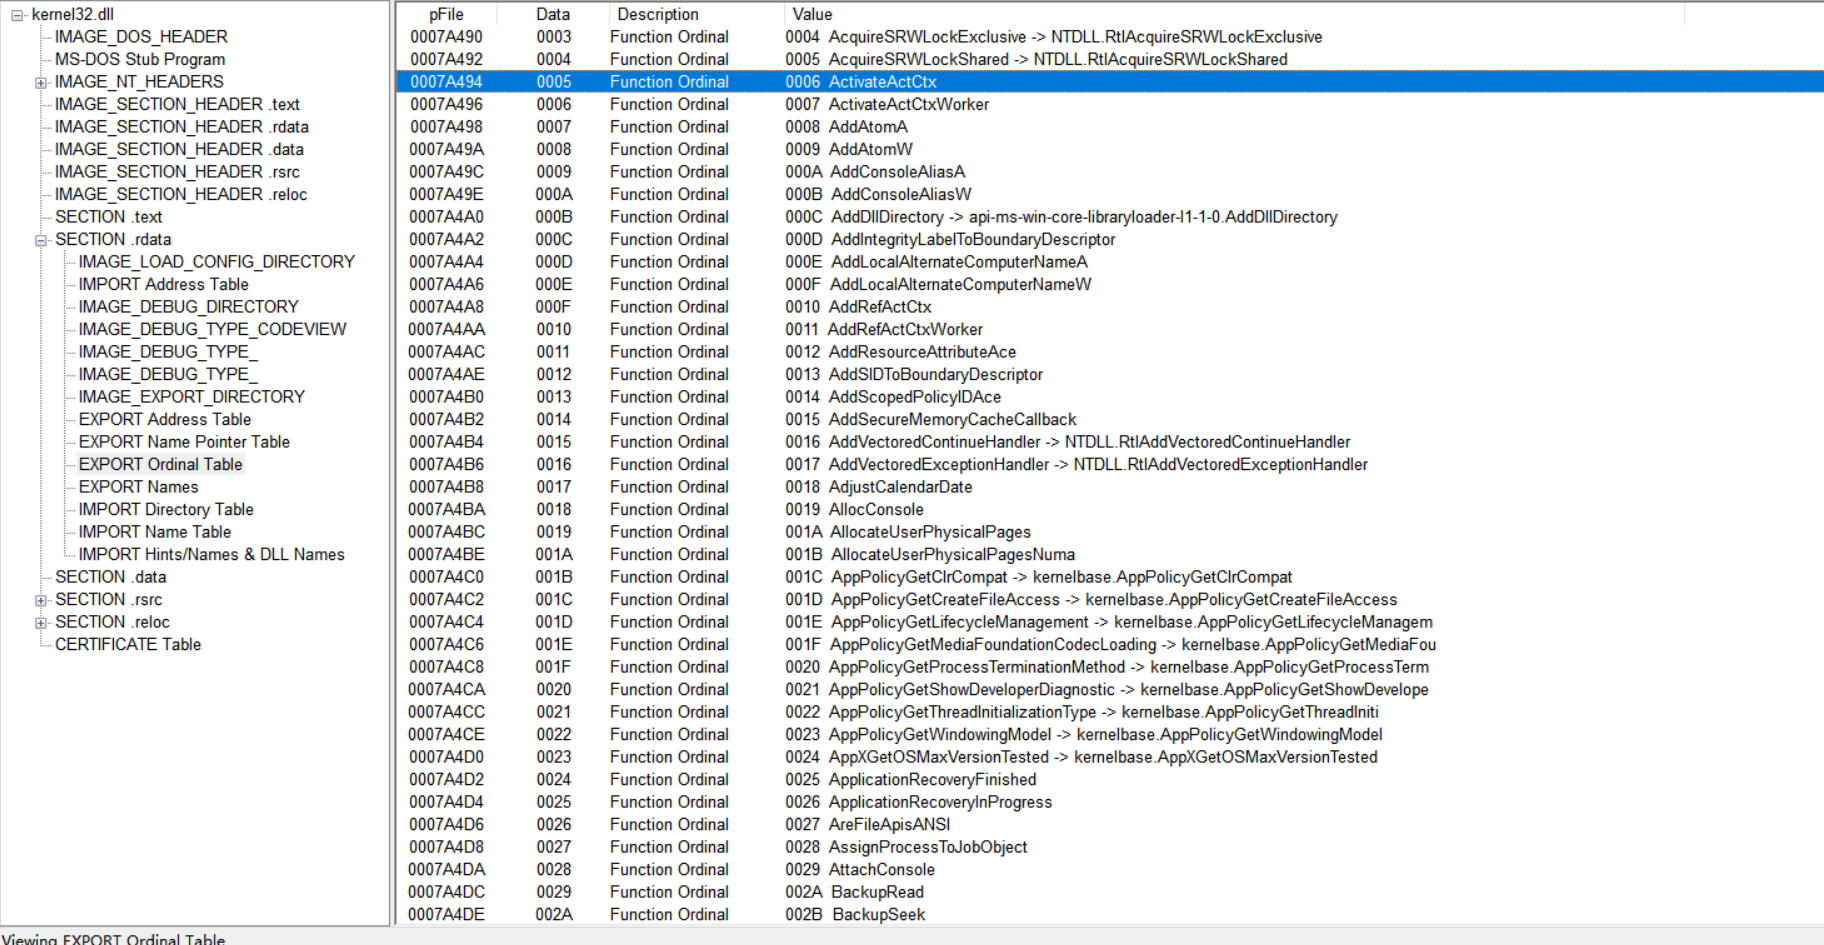 kernel32.dll
IMAGE_DOS_HEADER
MS-DOS Stub Program
IMAGE_NT_HEADERS
IMAGE_SECTION_HEADER .text
IMAGE_SECTION_HEADER .rdata
IMAGE_SECTION_HEADER .data
IMAGE_SECTION_HEADER .rsrc
IMAGE_SECTION_HEADER .reloc
SECTION .text
SECTION .rdata
IMAGE_LOAD_CONFIG_DIRECTORY
IMPORT Address Table
IMAGE_DEBUG_DIRECTORY
IMAGE_DEBUG_TYPE_CODEVIEW
IMAGE_DEBUG_TYPE_
IMAGE_DEBUG_TYPE_
IMAGE_EXPORT_DIRECTORY
EXPORT Address Table
EXPORT Name Pointer Table
EXPORT Ordinal Table
EXPORT Names
IMPORT Directory Table
IMPORT Name Table
IMPORT Hints/Names & DLL Names
SECTION .data
SECTION .rsrc
SECTION .reloc
CERTIFICATE Table
pFile Data Description Value
0007A490 0003 Function Ordinal 0004 AcquireSRWLockExclusive -> NTDLL.RtlAcquireSRWLockExclusive
0007A492 0004 Function Ordinal 0005 AcquireSRWLockShared -> NTDLL.RtlAcquireSRWLockShared
0007A494 0005 Function Ordinal 0006 ActivateActCtx
0007A496 0006 Function Ordinal 0007 ActivateActCtxWorker
0007A498 0007 Function Ordinal 0008 AddAtomA
0007A49A 0008 Function Ordinal 0009 AddAtomW
0007A49C 0009 Function Ordinal 000A AddConsoleAliasA
0007A49E 000A Function Ordinal 000B AddConsoleAliasW
0007A4A0 000B Function Ordinal 000C AddDllDirectory -> api-ms-win-core-libraryloader-l1-1-0.AddDllDirectory
0007A4A2 000C Function Ordinal 000D AddIntegrityLabelToBoundaryDescriptor
0007A4A4 000D Function Ordinal 000E AddLocalAlternateComputerNameA
0007A4A6 000E Function Ordinal 000F AddLocalAlternateComputerNameW
0007A4A8 000F Function Ordinal 0010 AddRefActCtx
0007A4AA 0010 Function Ordinal 0011 AddRefActCtxWorker
0007A4AC 0011 Function Ordinal 0012 AddResourceAttributeAce
0007A4AE 0012 Function Ordinal 0013 AddSIDToBoundaryDescriptor
0007A4B0 0013 Function Ordinal 0014 AddScopedPolicyIDAce
0007A4B2 0014 Function Ordinal 0015 AddSecureMemoryCacheCallback
0007A4B4 0015 Function Ordinal 0016 AddVectoredContinueHandler -> NTDLL.RtlAddVectoredContinueHandler
0007A4B6 0016 Function Ordinal 0017 AddVectoredExceptionHandler -> NTDLL.RtlAddVectoredExceptionHandler
0007A4B8 0017 Function Ordinal 0018 AdjustCalendarDate
0007A4BA 0018 Function Ordinal 0019 AllocConsole
0007A4BC 0019 Function Ordinal 001A AllocateUserPhysicalPages
0007A4BE 001A Function Ordinal 001B AllocateUserPhysicalPagesNuma
0007A4C0 001B Function Ordinal 001C AppPolicyGetClrCompat -> kernelbase.AppPolicyGetClrCompat
0007A4C2 001C Function Ordinal 001D AppPolicyGetCreateFileAccess -> kernelbase.AppPolicyGetCreateFileAccess
0007A4C4 001D Function Ordinal 001E AppPolicyGetLifecycleManagement -> kernelbase.AppPolicyGetLifecycleManagem
0007A4C6 001E Function Ordinal 001F AppPolicyGetMediaFoundationCodecLoading -> kernelbase.AppPolicyGetMediaFou
0007A4C8 001F Function Ordinal 0020 AppPolicyGetProcessTerminationMethod -> kernelbase.AppPolicyGetProcessTerm
0007A4CA 0020 Function Ordinal 0021 AppPolicyGetShowDeveloperDiagnostic -> kernelbase.AppPolicyGetShowDevelope
0007A4CC 0021 Function Ordinal 0022 AppPolicyGetThreadInitializationType -> kernelbase.AppPolicyGetThreadIniti
0007A4CE 0022 Function Ordinal 0023 AppPolicyGetWindowingModel -> kernelbase.AppPolicyGetWindowingModel
0007A4D0 0023 Function Ordinal 0024 AppXGetOSMaxVersionTested -> kernelbase.AppXGetOSMaxVersionTested
0007A4D2 0024 Function Ordinal 0025 ApplicationRecoveryFinished
0007A4D4 0025 Function Ordinal 0026 ApplicationRecoveryInProgress
0007A4D6 0026 Function Ordinal 0027 AreFileApisANSI
0007A4D8 0027 Function Ordinal 0028 AssignProcessToJobObject
0007A4DA 0028 Function Ordinal 0029 AttachConsole
0007A4DC 0029 Function Ordinal 002A BackupRead
0007A4DE 002A Function Ordinal 002B BackupSeek
Viewing EXPORT Ordinal Table